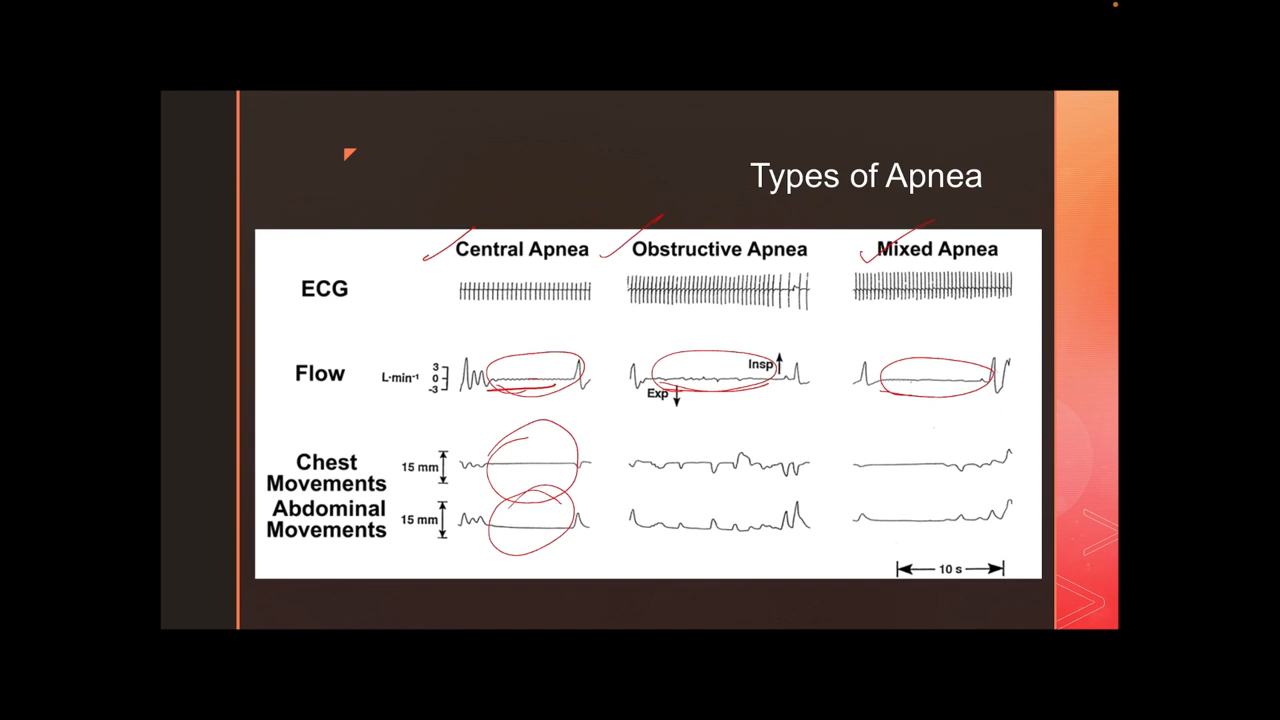 Types of Apnea
Central Apnea Obstructive Apnea Mixed Apnea
ECG
Flow L·min⁻¹ 3 0 -3 Insp Exp
Chest Movements 15 mm
Abdominal Movements 15 mm
10 s